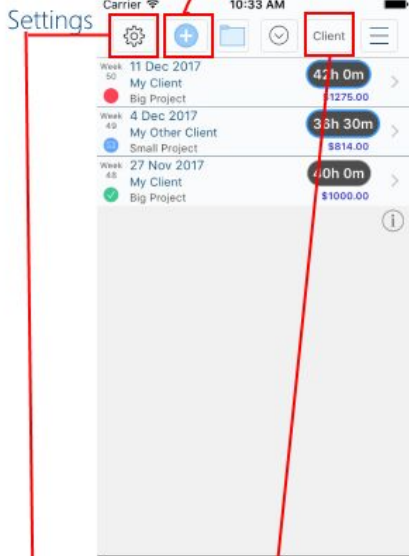 Carrier 10:33 AM
Settings
Client
Week 50 11 Dec 2017 42h 0m
My Client
Big Project $1275.00
Week 49 4 Dec 2017 36h 30m
My Other Client
Small Project $814.00
Week 48 27 Nov 2017 40h 0m
My Client
Big Project $1000.00